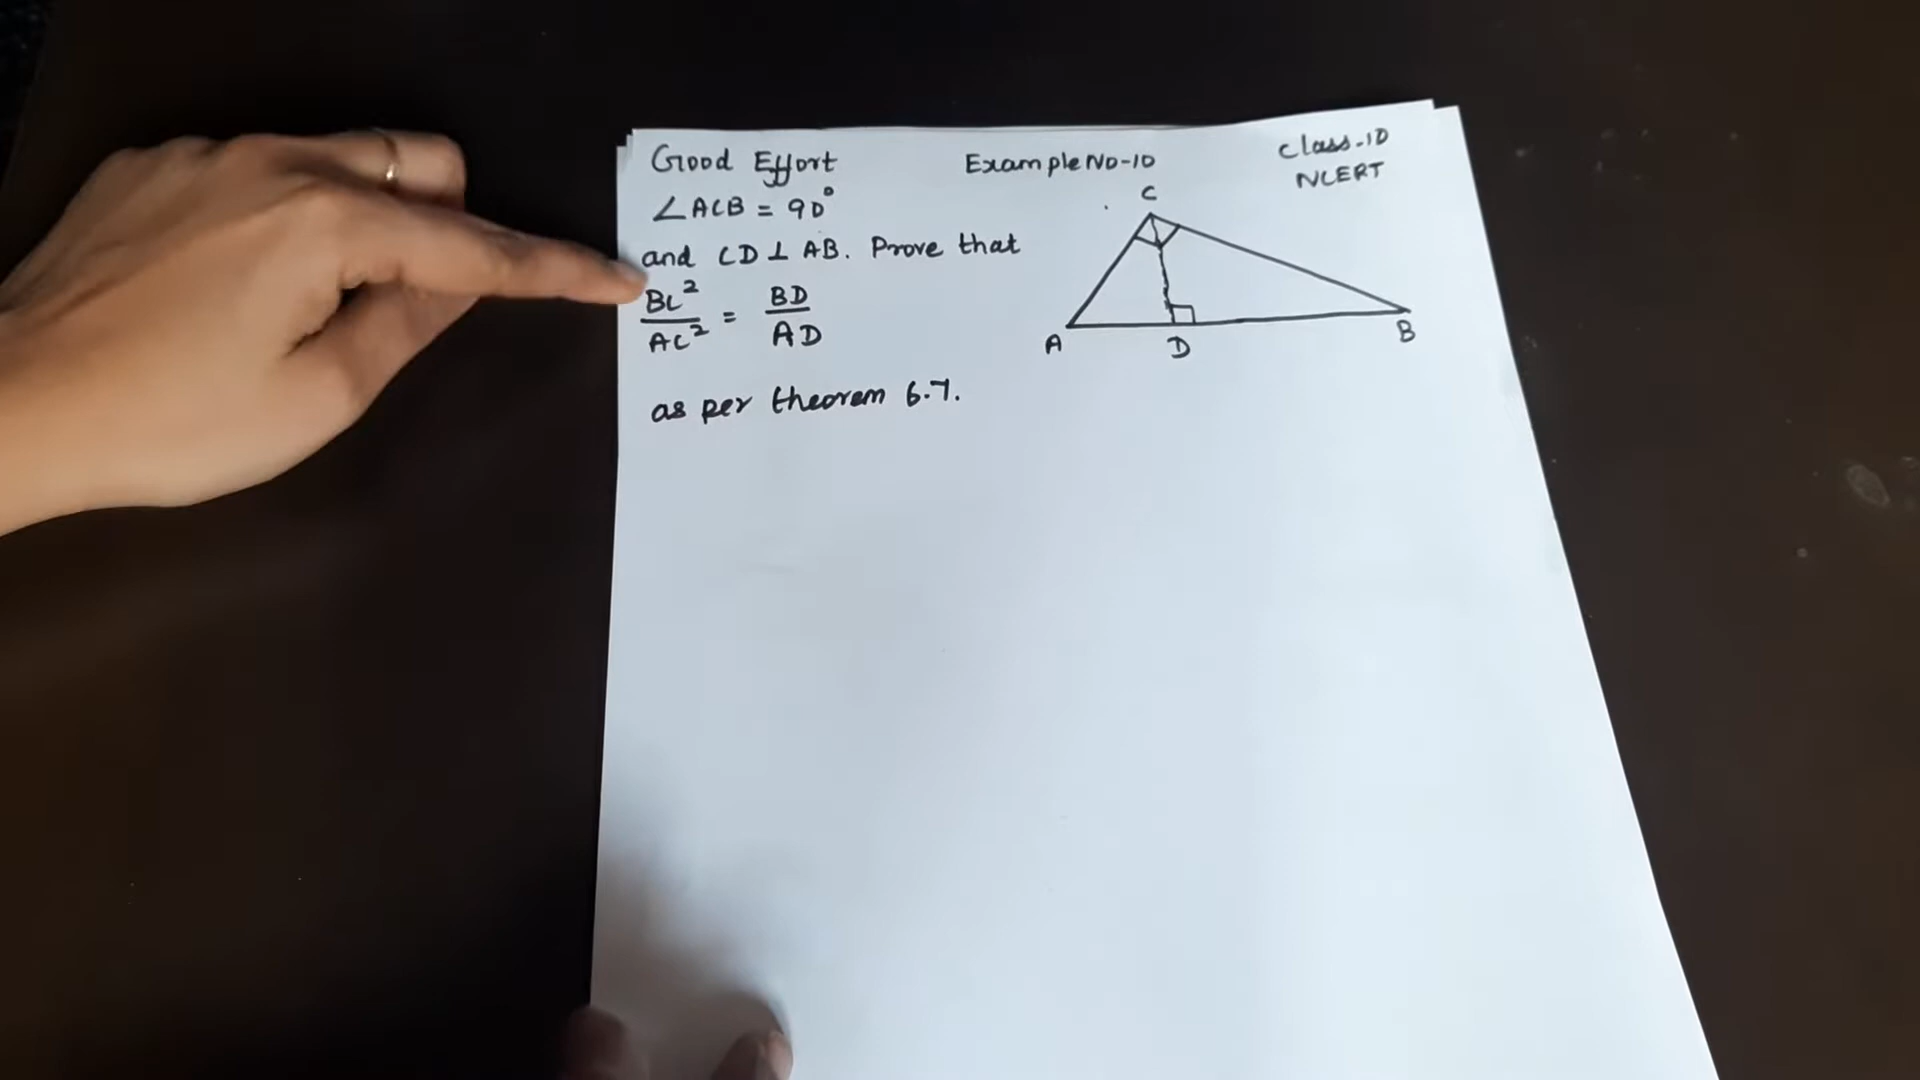 Good Effort
Example No-10
Class-10
NCERT
∠ACB = 90°
and CD ⊥ AB. Prove that
BC²/AC² = BD/AD
as per theorem 6.7.
C
A
D
B